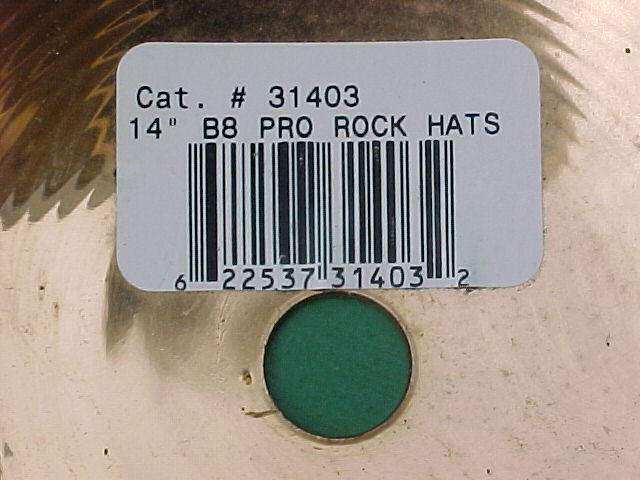 Cat. # 31403
14" B8 PRO ROCK HATS
6 22537 31403 2